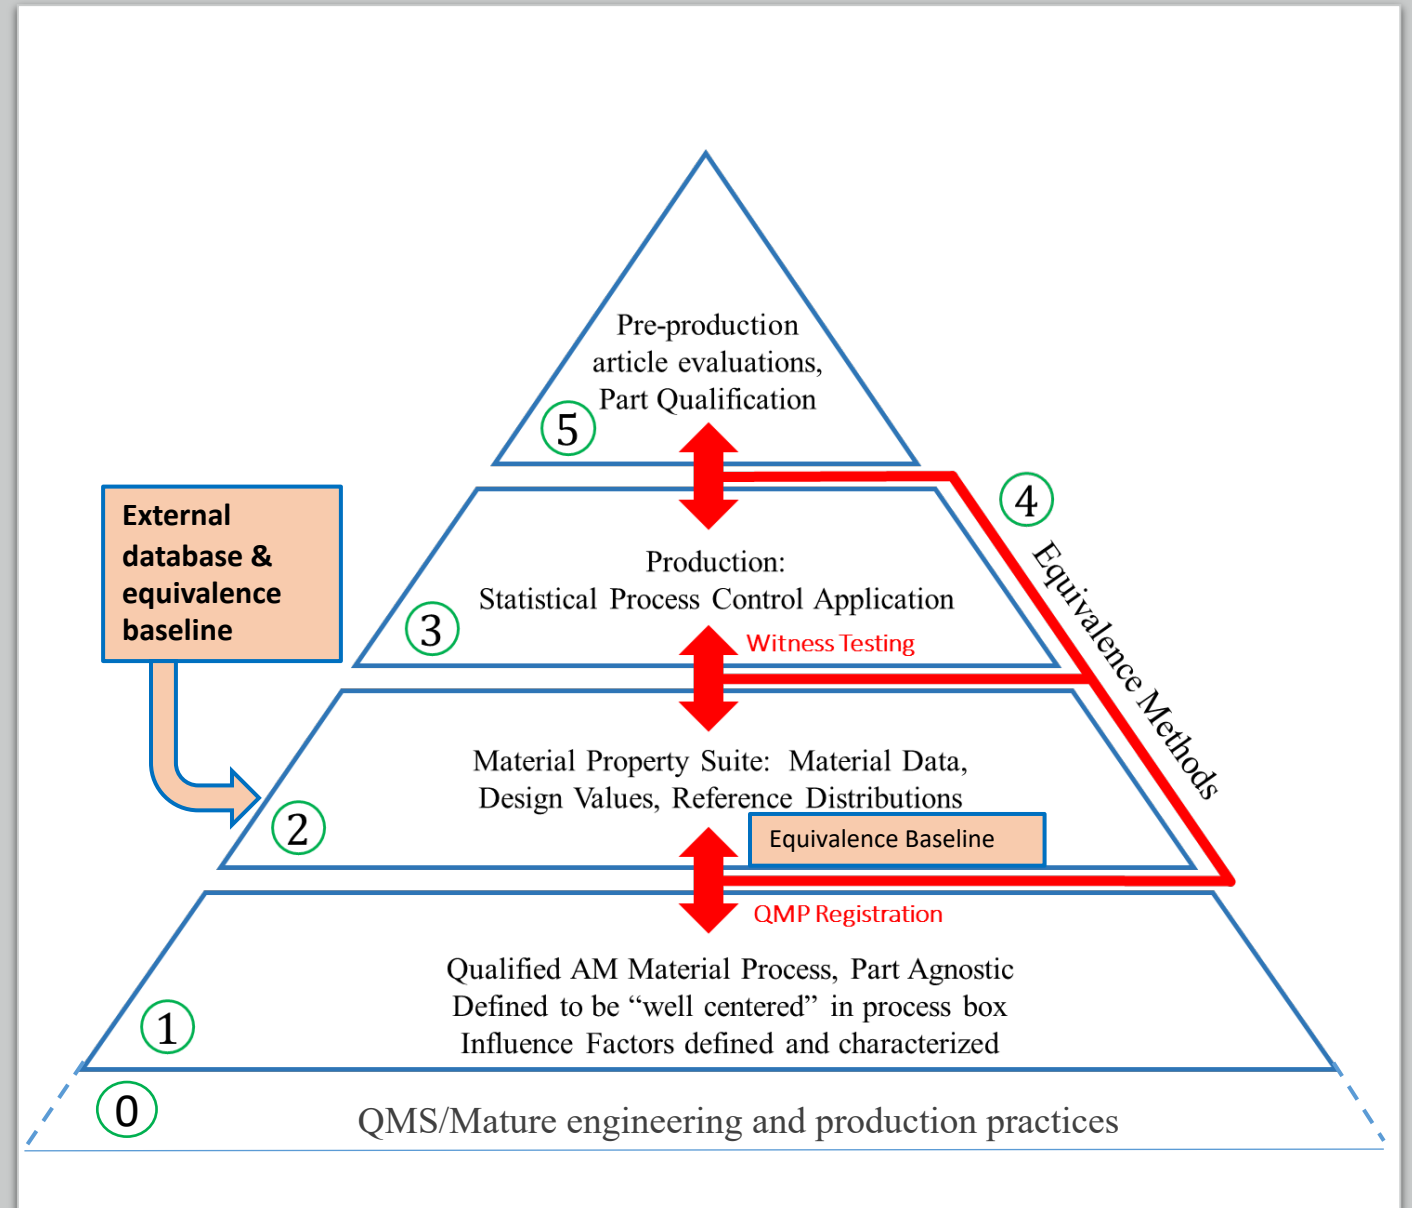 Pre-production
article evaluations,
Part Qualification
5
4
Equivalence Methods
External
database &
equivalence
baseline
Production:
Statistical Process Control Application
3
Witness Testing
Material Property Suite: Material Data,
Design Values, Reference Distributions
2
Equivalence Baseline
QMP Registration
Qualified AM Material Process, Part Agnostic
Defined to be “well centered” in process box
Influence Factors defined and characterized
1
0
QMS/Mature engineering and production practices